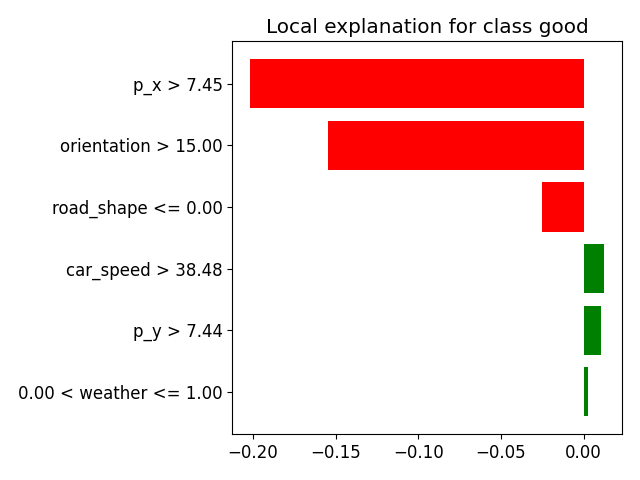 Local explanation for class good
p_x > 7.45
orientation > 15.00
road_shape <= 0.00
car_speed > 38.48
p_y > 7.44
0.00 < weather <= 1.00
−0.20 −0.15 −0.10 −0.05 0.00